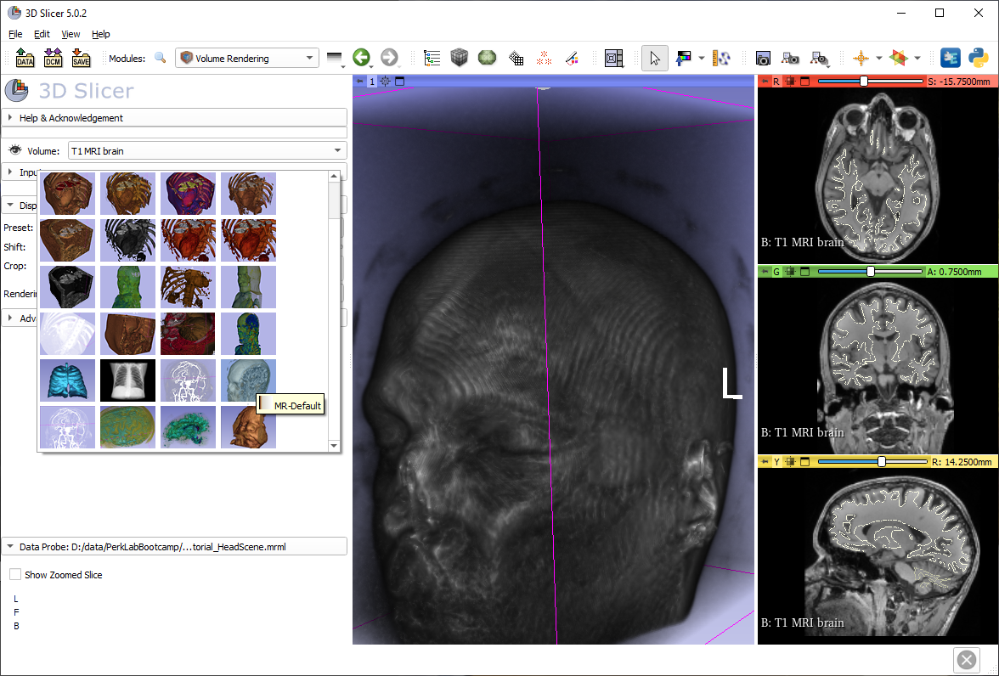 3D Slicer 5.0.2
File Edit View Help
DATA DCM SAVE Modules: Volume Rendering
3D Slicer
Help & Acknowledgement
Volume: T1 MRI brain
Inpu
Disp
Preset:
Shift:
Crop:
Renderin
Adv
MR-Default
Data Probe: D:/data/PerkLabBootcamp/...torial_HeadScene.mrml
Show Zoomed Slice
L
F
B
1
L
R S: -15.7500mm
B: T1 MRI brain
G A: 0.7500mm
B: T1 MRI brain
Y R: 14.2500mm
B: T1 MRI brain